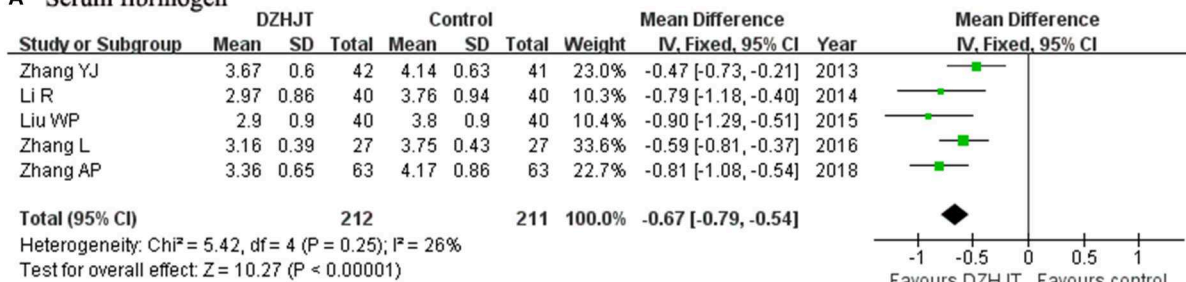 A Serum fibrinogen
DZHJT Control Mean Difference Mean Difference
Study or Subgroup Mean SD Total Mean SD Total Weight IV, Fixed, 95% CI Year IV, Fixed, 95% CI
Zhang YJ 3.67 0.6 42 4.14 0.63 41 23.0% -0.47 [-0.73, -0.21] 2013
Li R 2.97 0.86 40 3.76 0.94 40 10.3% -0.79 [-1.18, -0.40] 2014
Liu WP 2.9 0.9 40 3.8 0.9 40 10.4% -0.90 [-1.29, -0.51] 2015
Zhang L 3.16 0.39 27 3.75 0.43 27 33.6% -0.59 [-0.81, -0.37] 2016
Zhang AP 3.36 0.65 63 4.17 0.86 63 22.7% -0.81 [-1.08, -0.54] 2018
Total (95% CI) 212 211 100.0% -0.67 [-0.79, -0.54]
Heterogeneity: Chi² = 5.42, df = 4 (P = 0.25); I² = 26%
Test for overall effect: Z = 10.27 (P < 0.00001)
-1 -0.5 0 0.5 1
Favours DZHJT Favours control